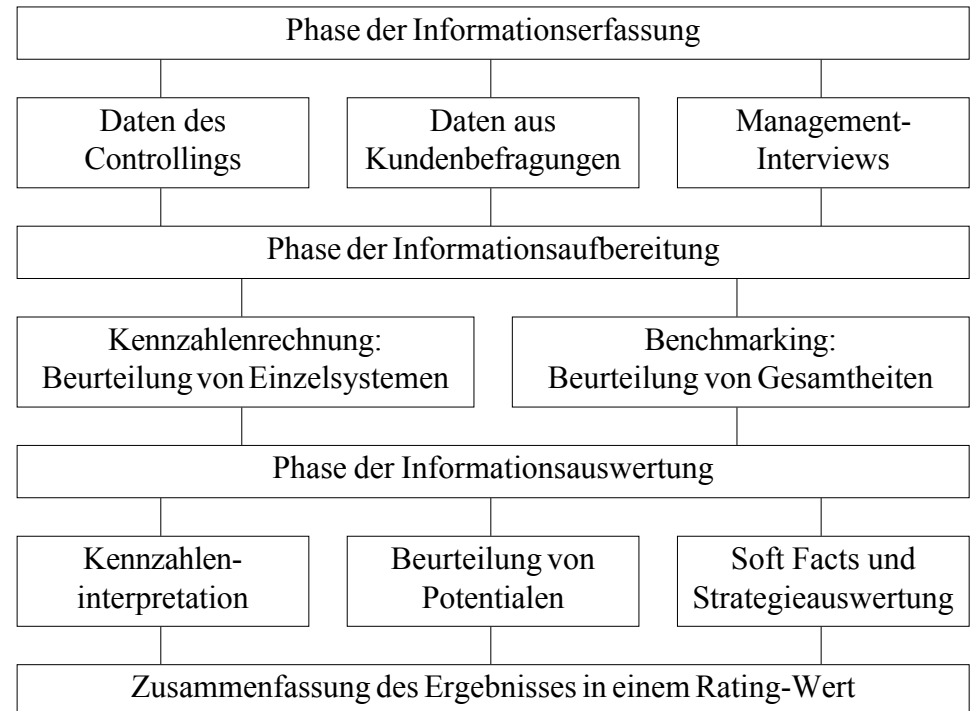 Phase der Informationserfassung
Daten des
Controllings
Daten aus
Kundenbefragungen
Management-
Interviews
Phase der Informationsaufbereitung
Kennzahlenrechnung:
Beurteilung von Einzelsystemen
Benchmarking:
Beurteilung von Gesamtheiten
Phase der Informationsauswertung
Kennzahlen-
interpretation
Beurteilung von
Potentialen
Soft Facts und
Strategieauswertung
Zusammenfassung des Ergebnisses in einem Rating-Wert